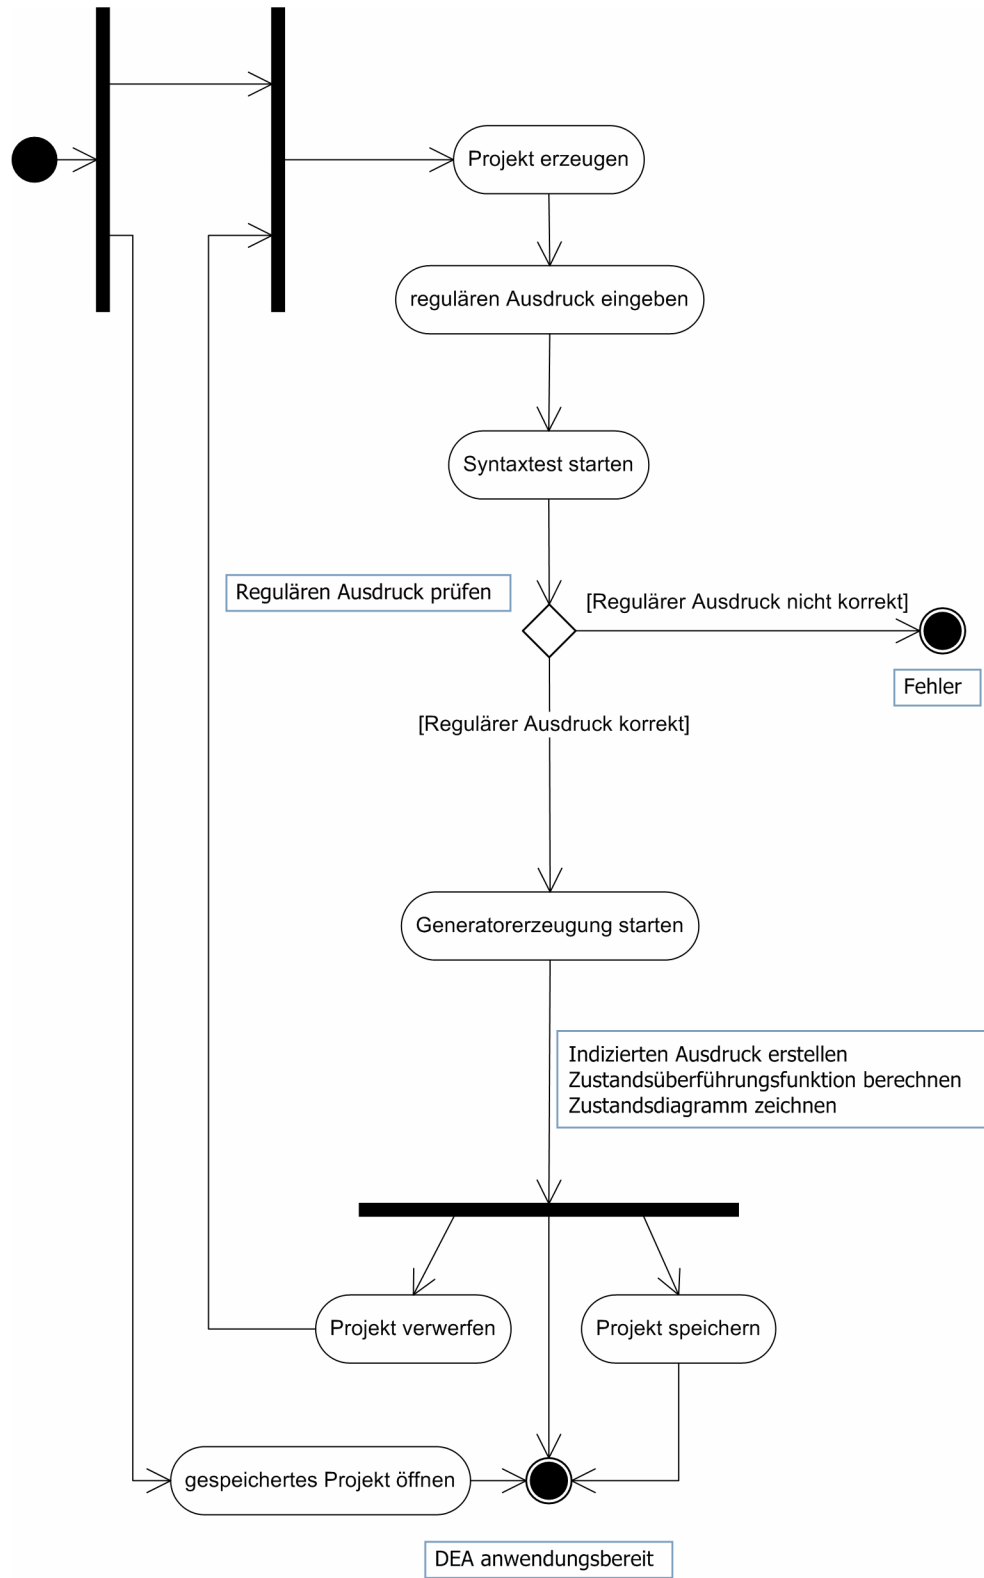 Projekt erzeugen
regulären Ausdruck eingeben
Syntaxtest starten
Regulären Ausdruck prüfen
[Regulärer Ausdruck nicht korrekt]
Fehler
[Regulärer Ausdruck korrekt]
Generatorerzeugung starten
Indizierten Ausdruck erstellen
Zustandsüberführungsfunktion berechnen
Zustandsdiagramm zeichnen
Projekt verwerfen
Projekt speichern
gespeichertes Projekt öffnen
DEA anwendungsbereit